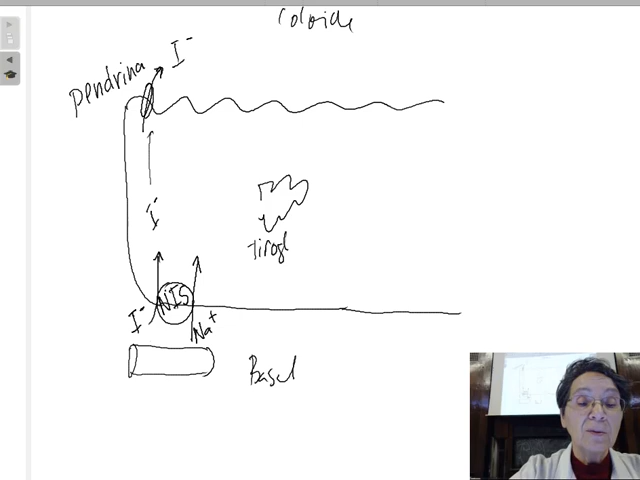 Coloide
Pendrina
I⁻
I⁻
Tirogl
NIS
I⁻
Na⁺
Basal